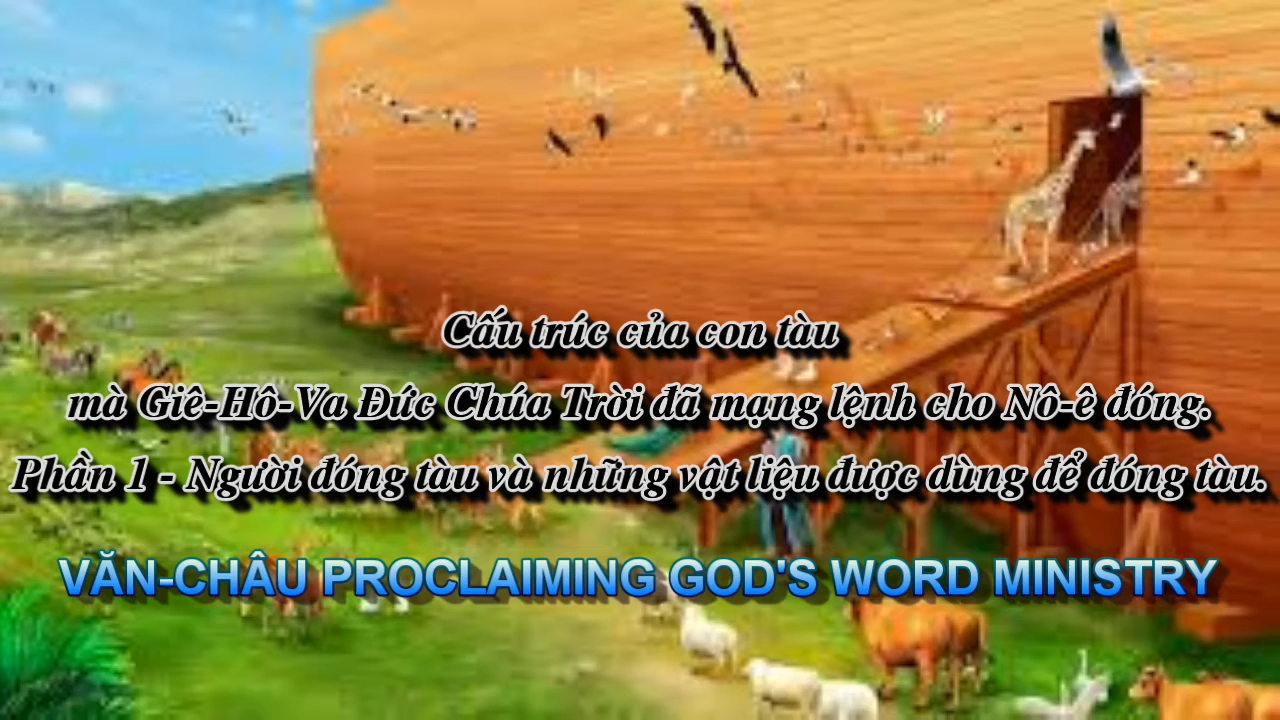 Cấu trúc của con tàu
mà Giê-Hô-Va Đức Chúa Trời đã mạng lệnh cho Nô-ê đóng.
Phần 1 - Người đóng tàu và những vật liệu được dùng để đóng tàu.
VĂN-CHÂU PROCLAIMING GOD'S WORD MINISTRY